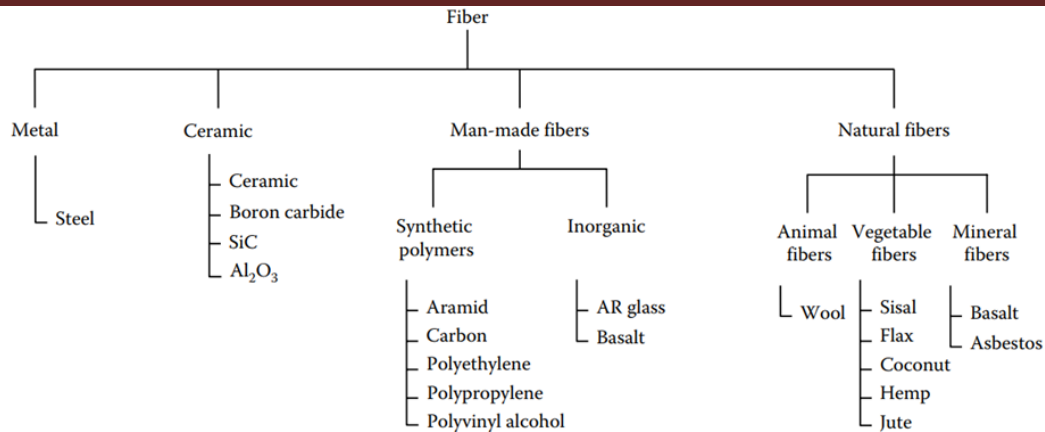 Fiber
Metal
Ceramic
Man-made fibers
Natural fibers
Steel
Ceramic
Boron carbide
SiC
Al₂O₃
Synthetic
polymers
Inorganic
Aramid
Carbon
Polyethylene
Polypropylene
Polyvinyl alcohol
AR glass
Basalt
Animal
fibers
Vegetable
fibers
Mineral
fibers
Wool
Sisal
Flax
Coconut
Hemp
Jute
Basalt
Asbestos